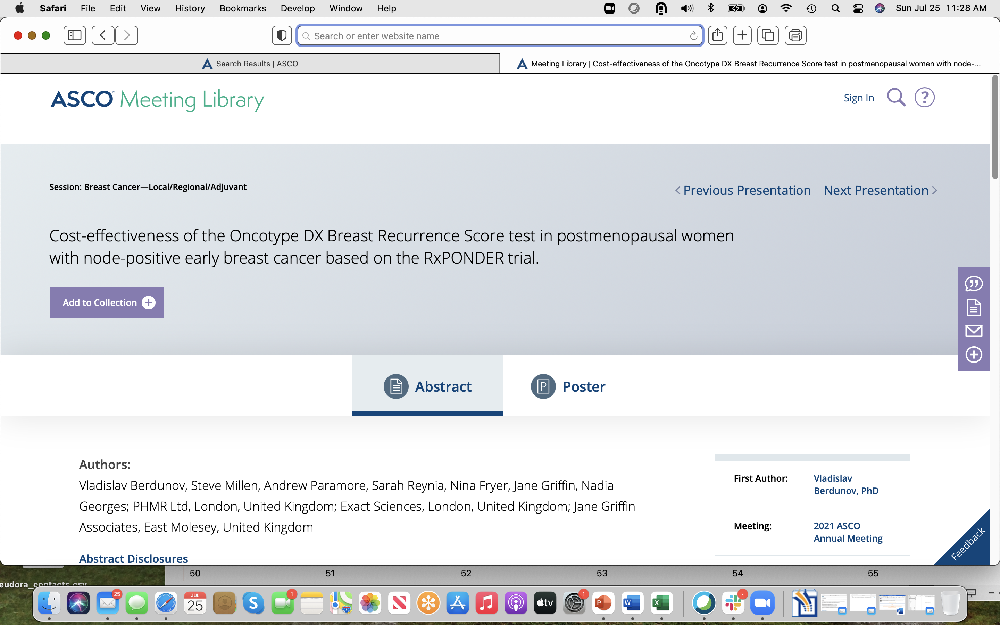 Safari File Edit View History Bookmarks Develop Window Help Sun Jul 25 11:28 AM
Search or enter website name
Search Results | ASCO
Meeting Library | Cost-effectiveness of the Oncotype DX Breast Recurrence Score test in postmenopausal women with node-...
ASCO® Meeting Library
Sign In
?
Session: Breast Cancer—Local/Regional/Adjuvant
Previous Presentation Next Presentation
Cost-effectiveness of the Oncotype DX Breast Recurrence Score test in postmenopausal women
with node-positive early breast cancer based on the RxPONDER trial.
Add to Collection
Abstract
P Poster
Authors:
Vladislav Berdunov, Steve Millen, Andrew Paramore, Sarah Reynia, Nina Fryer, Jane Griffin, Nadia
Georges; PHMR Ltd, London, United Kingdom; Exact Sciences, London, United Kingdom; Jane Griffin
Associates, East Molesey, United Kingdom
Abstract Disclosures
First Author: Vladislav
Berdunov, PhD
Meeting: 2021 ASCO
Annual Meeting
Feedback
50 51 52 53 54 55
eudora_contacts.csv
25
JUL
25
S
1
280
tv
1
P
W
X